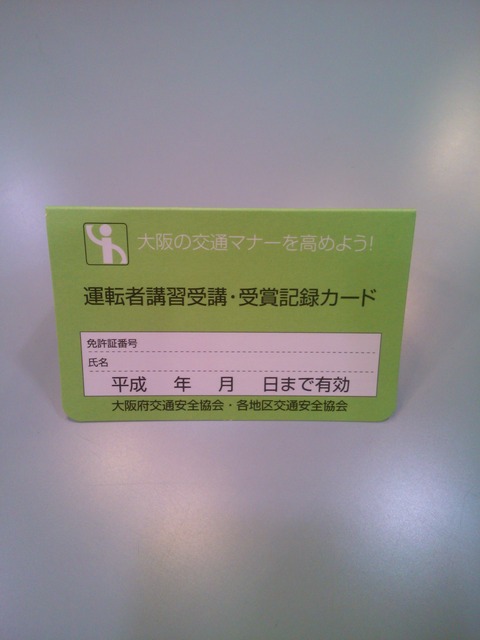 大阪の交通マナーを高めよう!
運転者講習受講・受賞記録カード
免許証番号
氏名
平成 年 月 日まで有効
大阪府交通安全協会・各地区交通安全協会